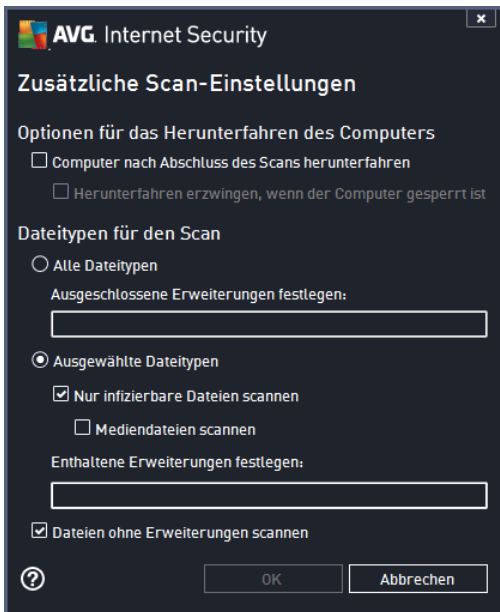 AVG. Internet Security
Zusätzliche Scan-Einstellungen
Optionen für das Herunterfahren des Computers
Computer nach Abschluss des Scans herunterfahren
Herunterfahren erzwingen, wenn der Computer gesperrt ist
Dateitypen für den Scan
Alle Dateitypen
Ausgeschlossene Erweiterungen festlegen:
Ausgewählte Dateitypen
Nur infizierbare Dateien scannen
Mediendateien scannen
Enthaltene Erweiterungen festlegen:
Dateien ohne Erweiterungen scannen
? OK Abbrechen